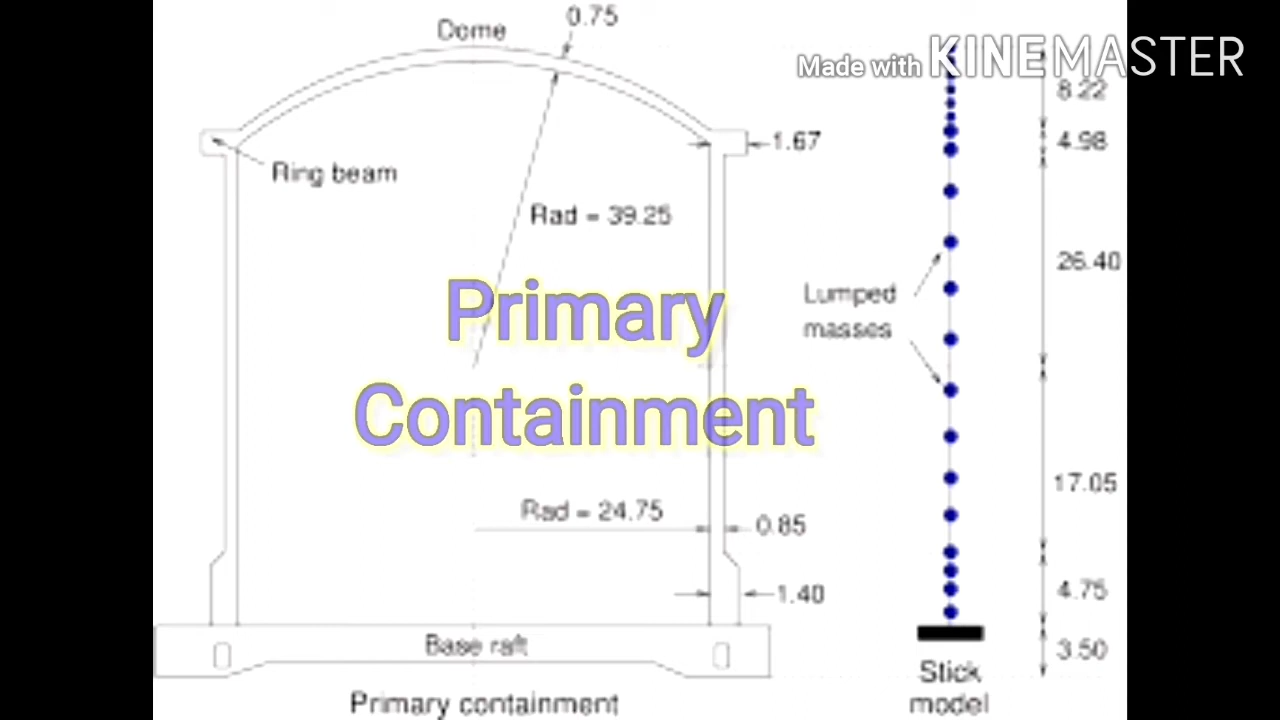 0.75
Dome
Made with KINEMASTER
8.22
1.67
4.98
Ring beam
Rad = 39.25
26.40
Lumped
masses
Primary
Containment
17.05
Rad = 24.75
0.85
4.75
1.40
Base raft
3.50
Stick
model
Primary containment